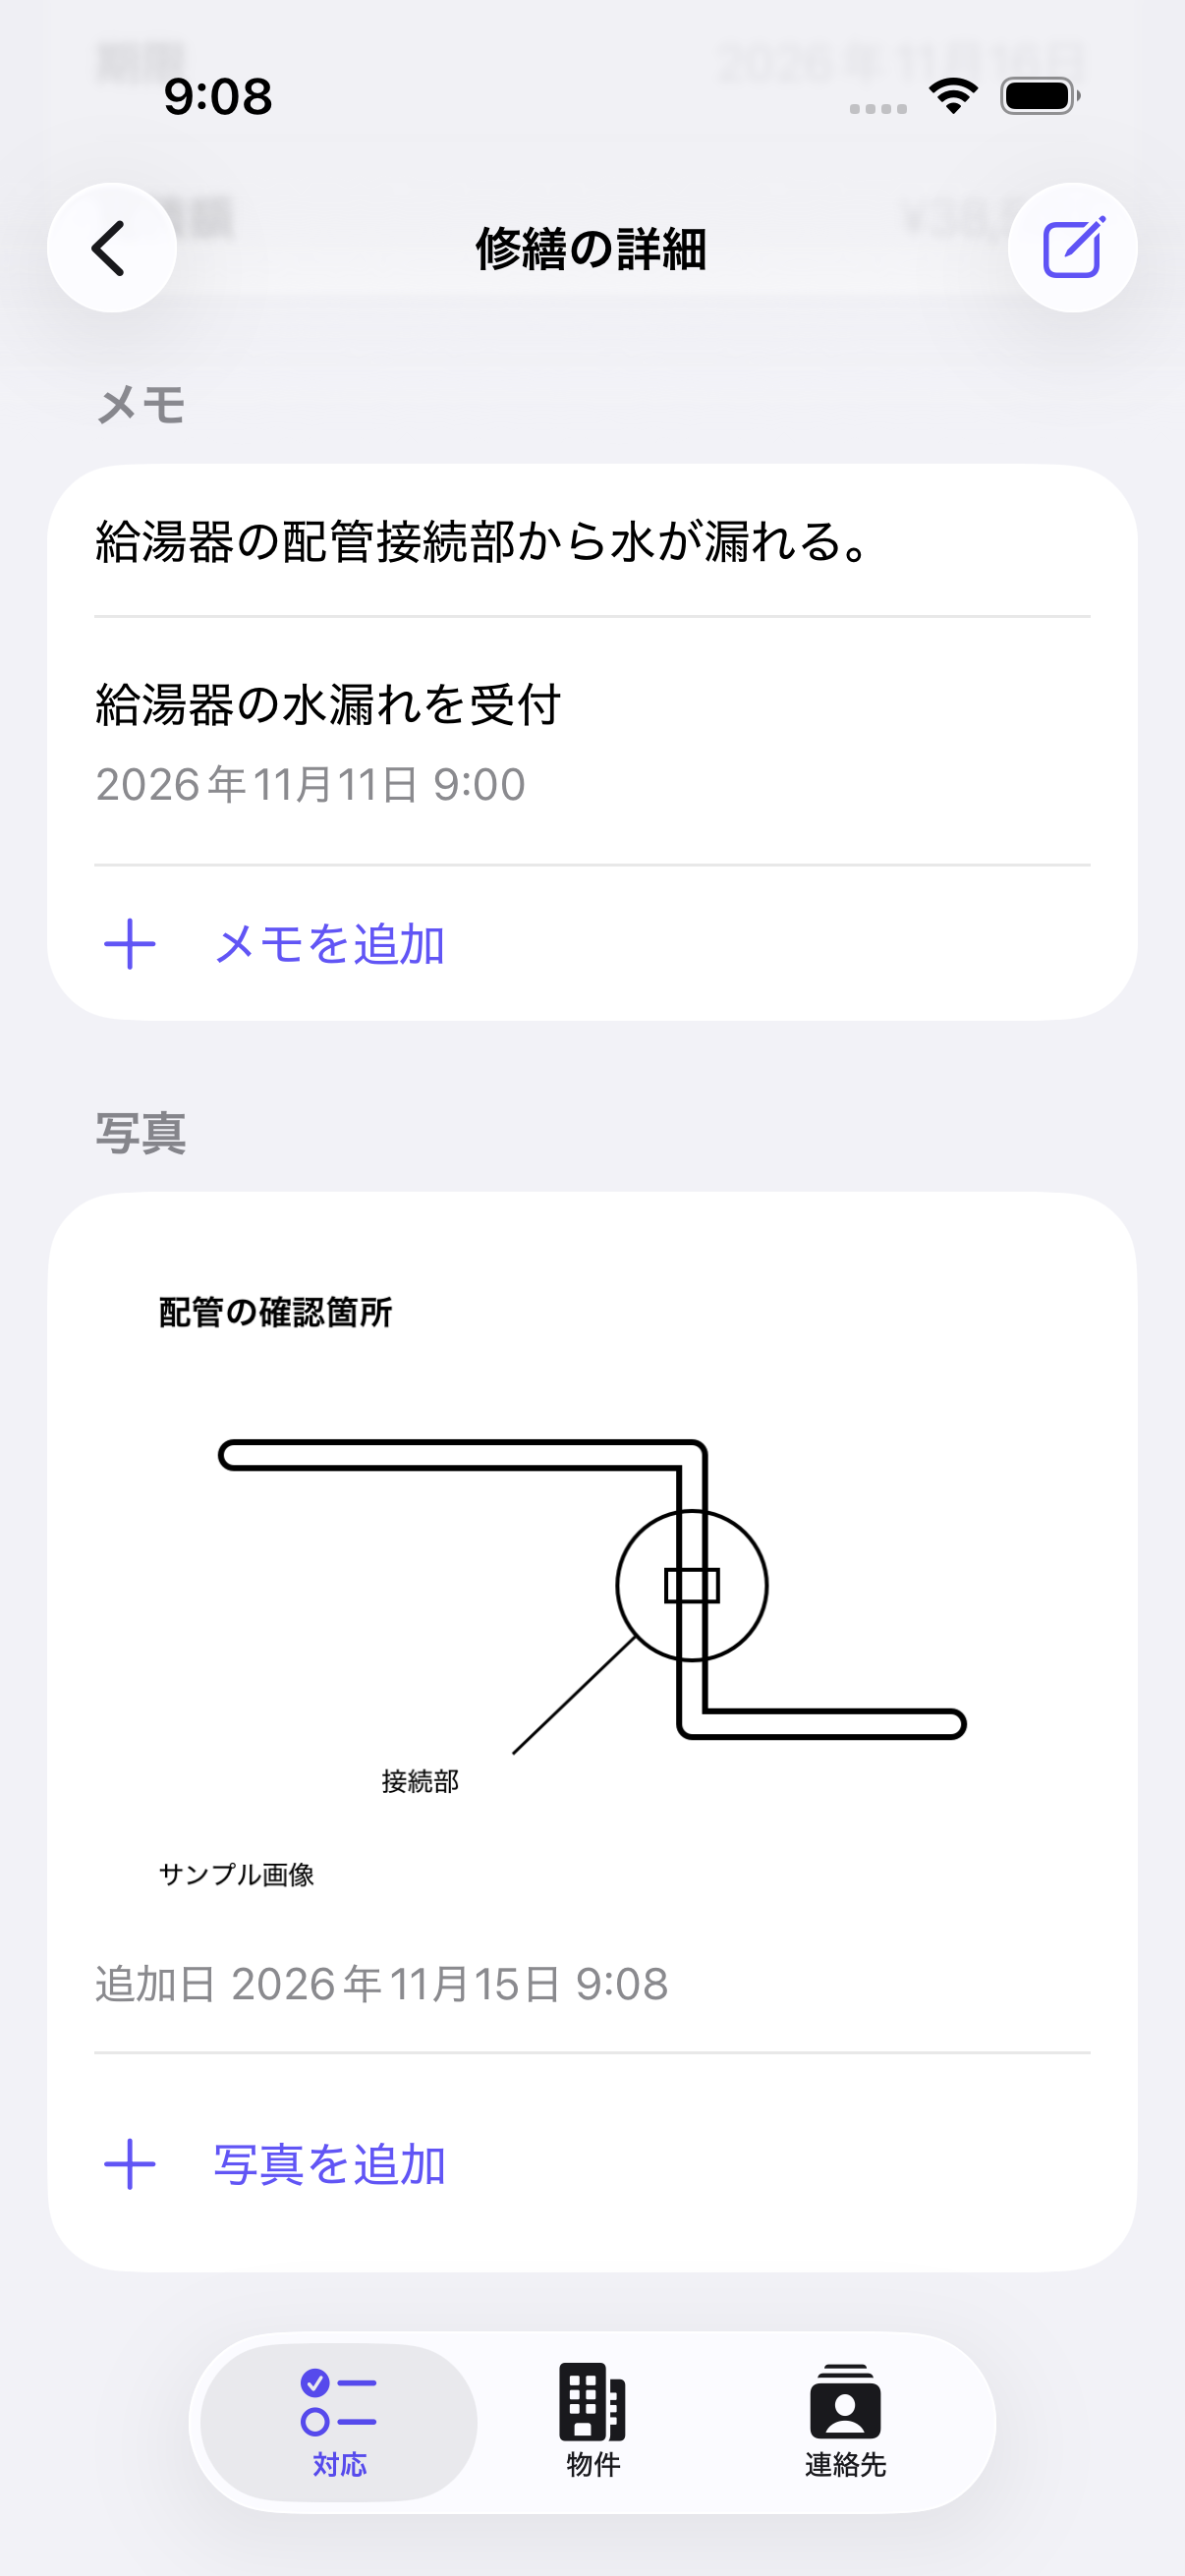 9:08
修繕の詳細
メモ
給湯器の配管接続部から水が漏れる。
給湯器の水漏れを受付
2026年11月11日 9:00
メモを追加
写真
配管の確認箇所
接続部
サンプル画像
追加日 2026年11月15日 9:08
写真を追加
対応
物件
連絡先